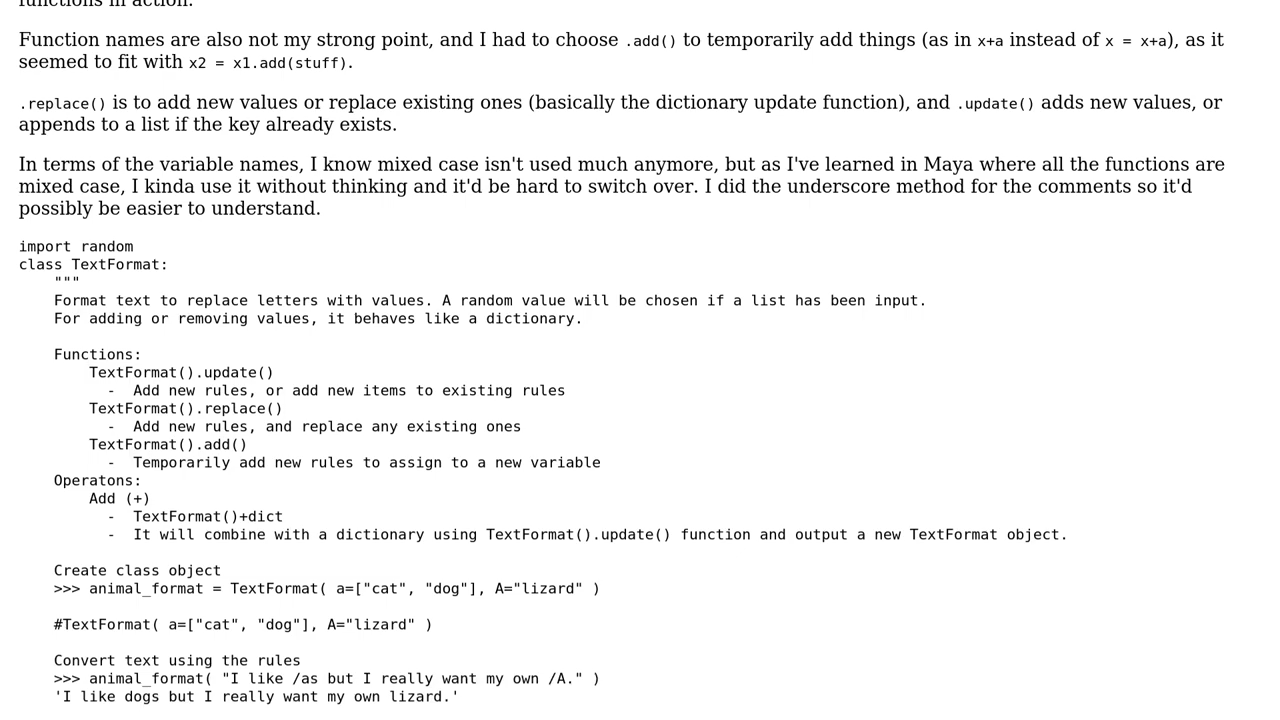 functions in action.
Function names are also not my strong point, and I had to choose .add() to temporarily add things (as in x+a instead of x = x+a), as it
seemed to fit with x2 = x1.add(stuff).
.replace() is to add new values or replace existing ones (basically the dictionary update function), and .update() adds new values, or
appends to a list if the key already exists.
In terms of the variable names, I know mixed case isn't used much anymore, but as I've learned in Maya where all the functions are
mixed case, I kinda use it without thinking and it'd be hard to switch over. I did the underscore method for the comments so it'd
possibly be easier to understand.
import random
class TextFormat:
    """
    Format text to replace letters with values. A random value will be chosen if a list has been input.
    For adding or removing values, it behaves like a dictionary.
    Functions:
        TextFormat().update()
          -  Add new rules, or add new items to existing rules
        TextFormat().replace()
          -  Add new rules, and replace any existing ones
        TextFormat().add()
          -  Temporarily add new rules to assign to a new variable
    Operatons:
        Add (+)
          -  TextFormat()+dict
          -  It will combine with a dictionary using TextFormat().update() function and output a new TextFormat object.
    Create class object
    >>> animal_format = TextFormat( a=["cat", "dog"], A="lizard" )
    #TextFormat( a=["cat", "dog"], A="lizard" )
    Convert text using the rules
    >>> animal_format( "I like /as but I really want my own /A." )
    'I like dogs but I really want my own lizard.'